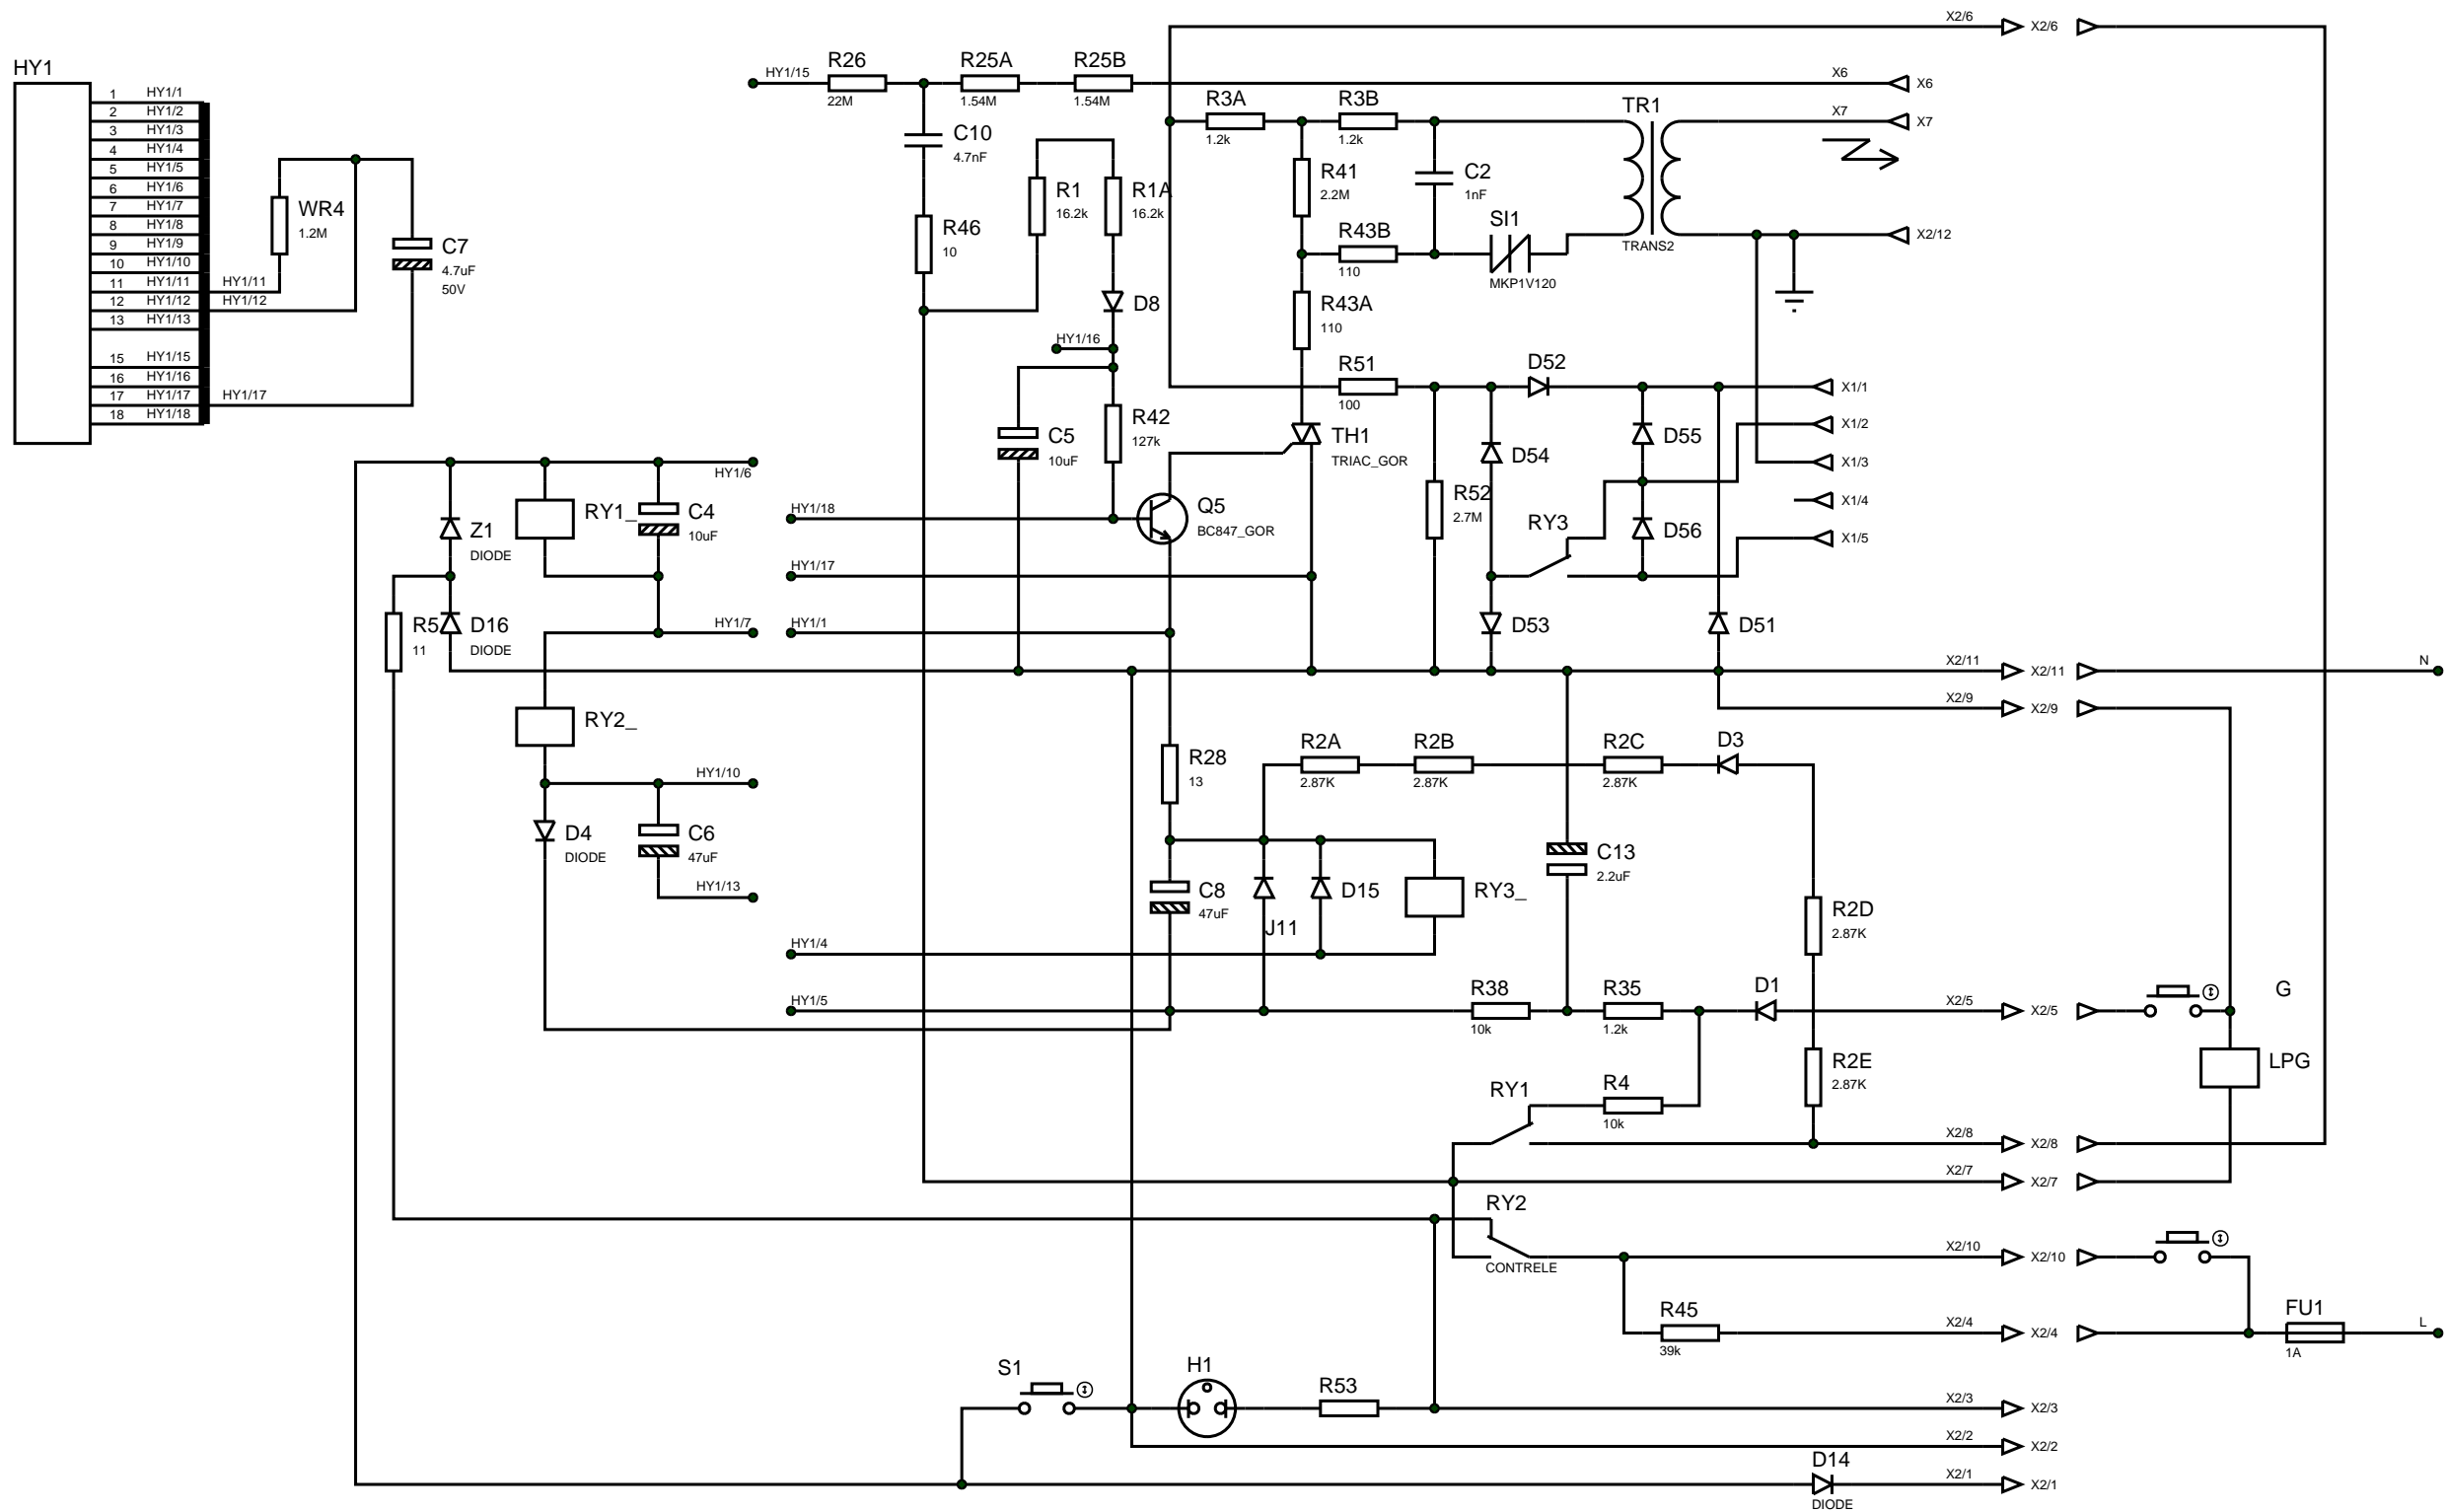 X2/6 X2/6
HY1
HY1/15 R26 R25A R25B X6 X6
22M 1.54M 1.54M
1 HY1/1
2 HY1/2
3 HY1/3
4 HY1/4
5 HY1/5
6 HY1/6
7 HY1/7
8 HY1/8
9 HY1/9
10 HY1/10
11 HY1/11 HY1/11
12 HY1/12 HY1/12
13 HY1/13
15 HY1/15
16 HY1/16
17 HY1/17 HY1/17
18 HY1/18
WR4
1.2M
C7
4.7uF
50V
C10
4.7nF
R46
10
R1
16.2k
R1A
16.2k
D8
HY1/16
R3A
1.2k
R3B
1.2k
TR1
TRANS2
X7 X7
R41
2.2M
C2
1nF
R43B
110
SI1
MKP1V120
X2/12
R43A
110
R51
100
D52
X1/1
C5
10uF
R42
127k
TH1
TRIAC_GOR
D54
D55
X1/2
X1/3
X1/4
X1/5
HY1/6
RY1_
C4
10uF
Z1
DIODE
HY1/18
Q5
BC847_GOR
R52
2.7M
RY3
D56
HY1/17
R5
11
D16
DIODE
HY1/7
HY1/1
D53
D51
X2/11 X2/11
N
X2/9 X2/9
RY2_
R28
13
R2A
2.87K
R2B
2.87K
R2C
2.87K
D3
HY1/10
D4
DIODE
C6
47uF
HY1/13
C8
47uF
J11
D15
RY3_
C13
2.2uF
R2D
2.87K
HY1/4
HY1/5
R38
10k
R35
1.2k
D1
X2/5 X2/5
G
LPG
R2E
2.87K
RY1
R4
10k
X2/8 X2/8
X2/7 X2/7
RY2
CONTRELE
X2/10 X2/10
R45
39k
X2/4 X2/4
FU1
1A
L
S1
H1
R53
X2/3 X2/3
X2/2 X2/2
D14
DIODE
X2/1 X2/1